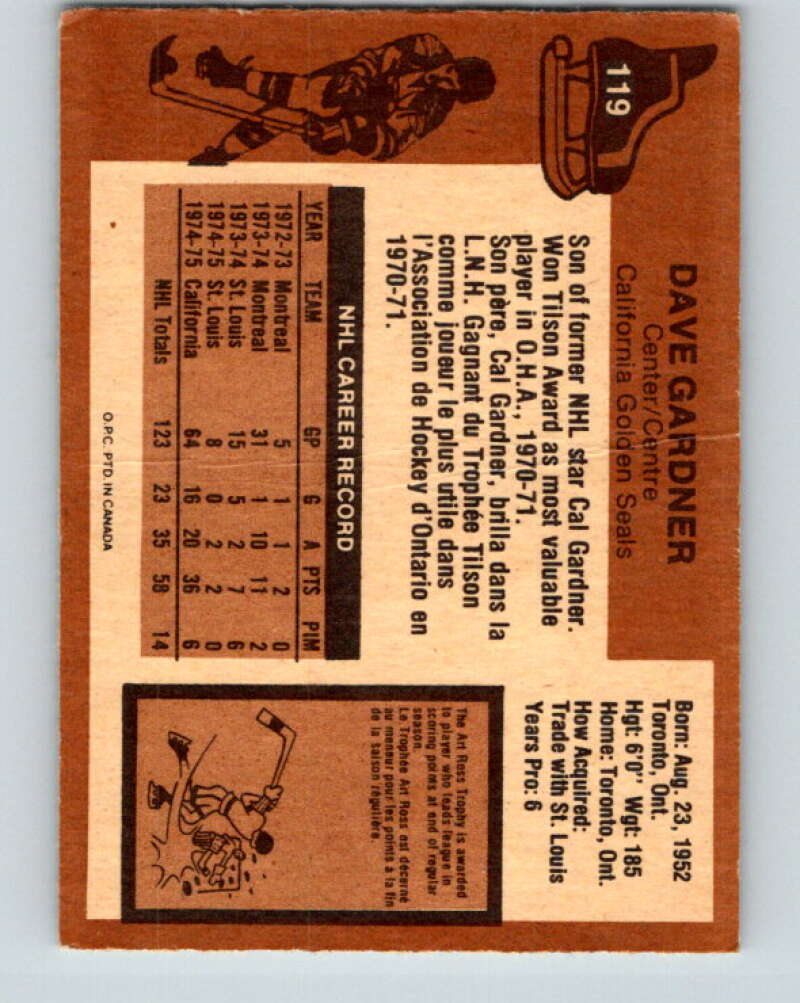 119
DAVE GARDNER
Center/Centre
California Golden Seals
Son of former NHL star Cal Gardner.
Won Tilson Award as most valuable
player in O.H.A., 1970-71.
Son père, Cal Gardner, brilla dans la
L.N.H. Gagnant du Trophée Tilson
comme joueur le plus utile dans
l'Association de Hockey d'Ontario en
1970-71.
Born: Aug. 23, 1952
Toronto, Ont.
Hgt: 6'0" Wgt: 185
Home: Toronto, Ont.
How Acquired:
Trade with St. Louis
Years Pro: 6
NHL CAREER RECORD
YEAR TEAM GP G A PTS PIM
1972-73 Montreal 5 1 1 2 0
1973-74 Montreal 31 1 10 11 2
1973-74 St. Louis 15 5 2 7 6
1974-75 St. Louis 8 0 2 2 0
1974-75 California 64 16 20 36 6
NHL Totals 123 23 35 58 14
The Art Ross Trophy is awarded
to player who leads league in
scoring points at end of regular
season.
Le Trophée Art Ross est décerné
au meneur pour les points à la fin
de la saison régulière.
O.P.C. PTD. IN CANADA